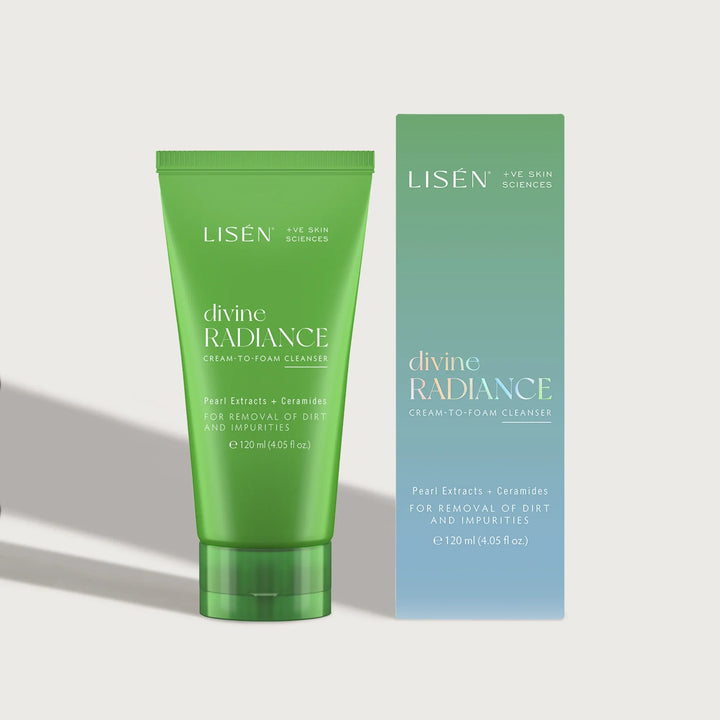 LISÉN®
+VE SKIN
SCIENCES
divine
RADIANCE
CREAM-TO-FOAM CLEANSER
Pearl Extracts + Ceramides
FOR REMOVAL OF DIRT
AND IMPURITIES
℮ 120 ml (4.05 fl oz.)
LISÉN®
+VE SKIN
SCIENCES
divine
RADIANCE
CREAM-TO-FOAM CLEANSER
Pearl Extracts + Ceramides
FOR REMOVAL OF DIRT
AND IMPURITIES
℮ 120 ml (4.05 fl oz.)